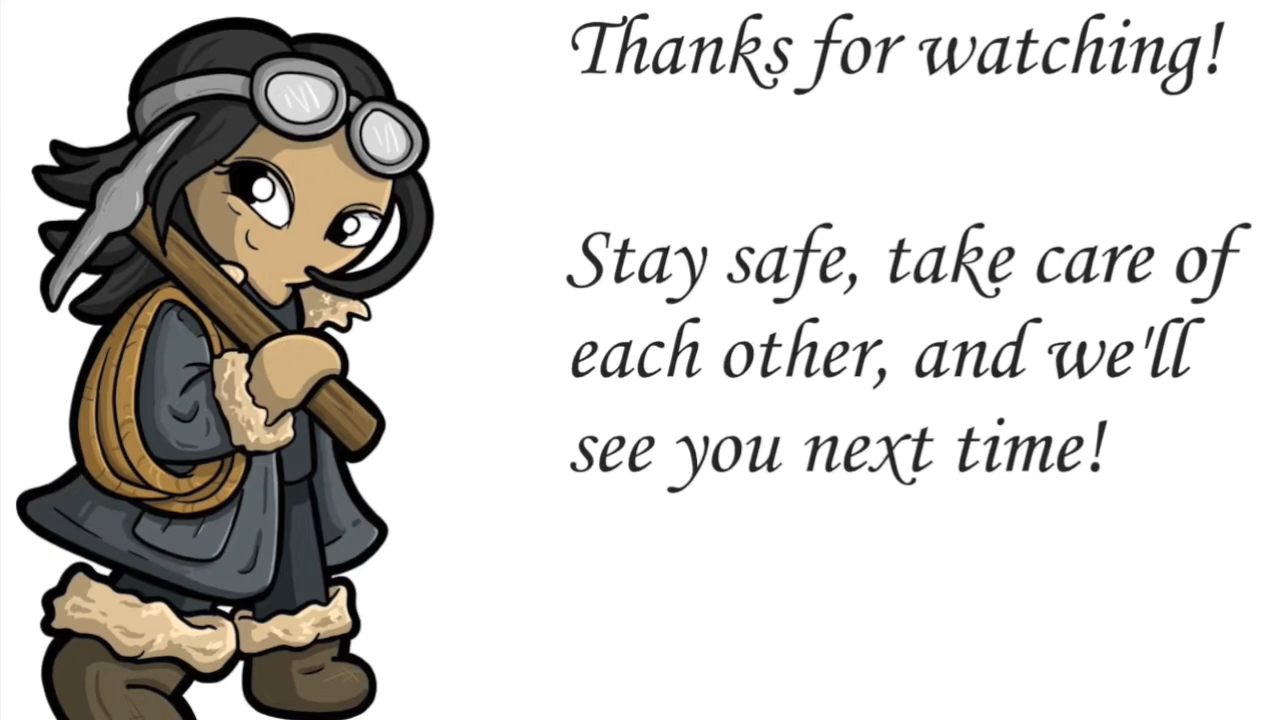 Thanks for watching!
Stay safe, take care of
each other, and we'll
see you next time!